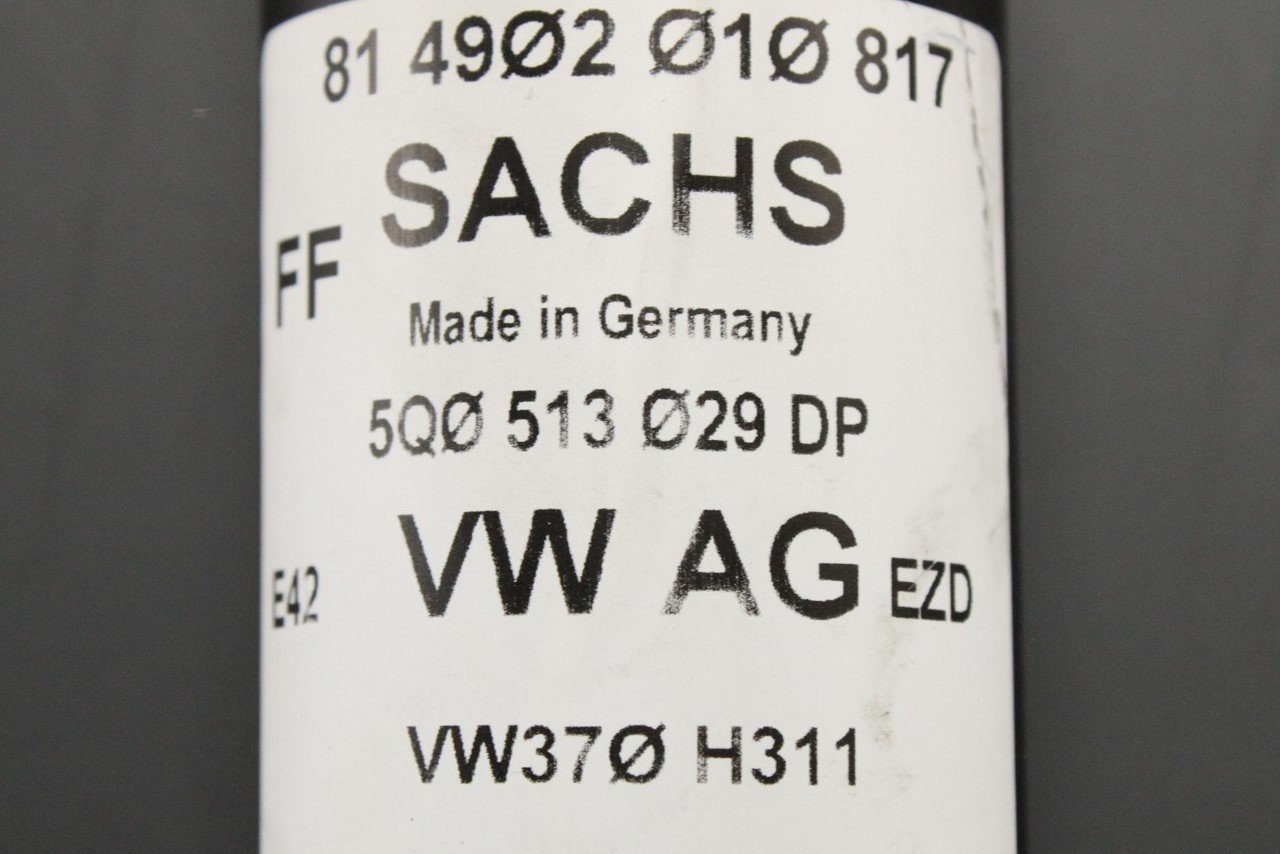 81 49Ø2 Ø1Ø 817
SACHS
FF
Made in Germany
5QØ 513 Ø29 DP
VW AG
E42
EZD
VW37Ø H311